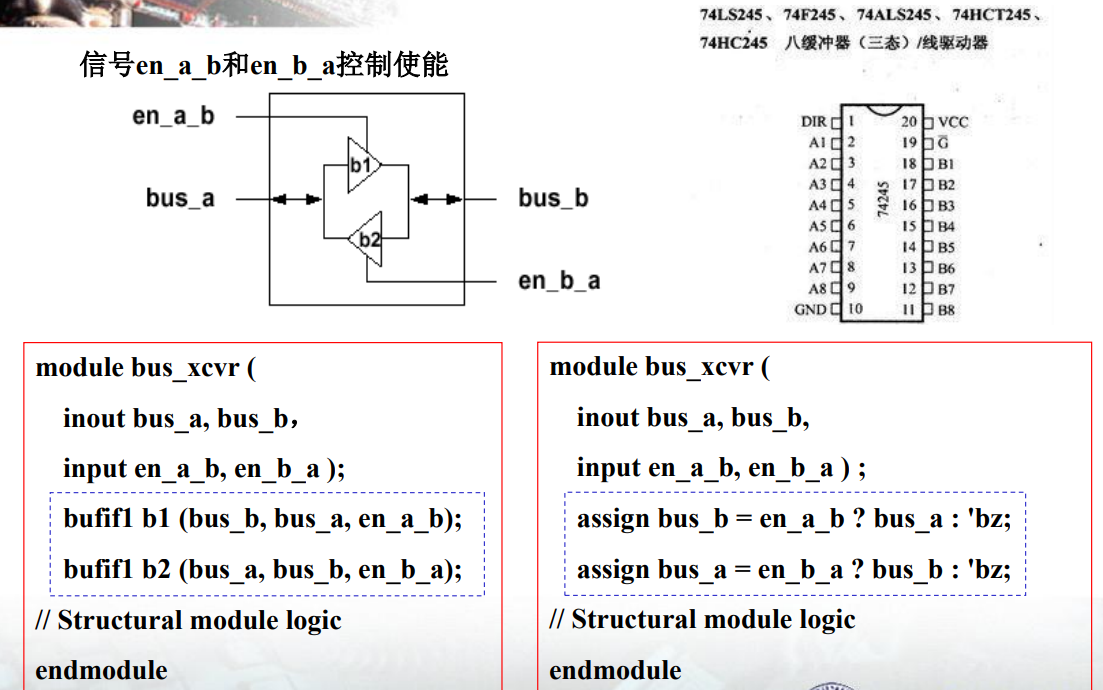 信号en_a_b和en_b_a控制使能
en_a_b
b1
bus_a
bus_b
b2
en_b_a
74LS245、74F245、74ALS245、74HCT245、
74HC245 八缓冲器（三态）/线驱动器
DIR 1 20 VCC
A1 2 19 G̅
A2 3 18 B1
A3 4 17 B2
A4 5 16 B3
A5 6 15 B4
A6 7 14 B5
A7 8 13 B6
A8 9 12 B7
GND 10 11 B8
74245
module bus_xcvr (
inout bus_a, bus_b，
input en_a_b, en_b_a );
bufif1 b1 (bus_b, bus_a, en_a_b);
bufif1 b2 (bus_a, bus_b, en_b_a);
// Structural module logic
endmodule
module bus_xcvr (
inout bus_a, bus_b,
input en_a_b, en_b_a ) ;
assign bus_b = en_a_b ? bus_a : 'bz;
assign bus_a = en_b_a ? bus_b : 'bz;
// Structural module logic
endmodule